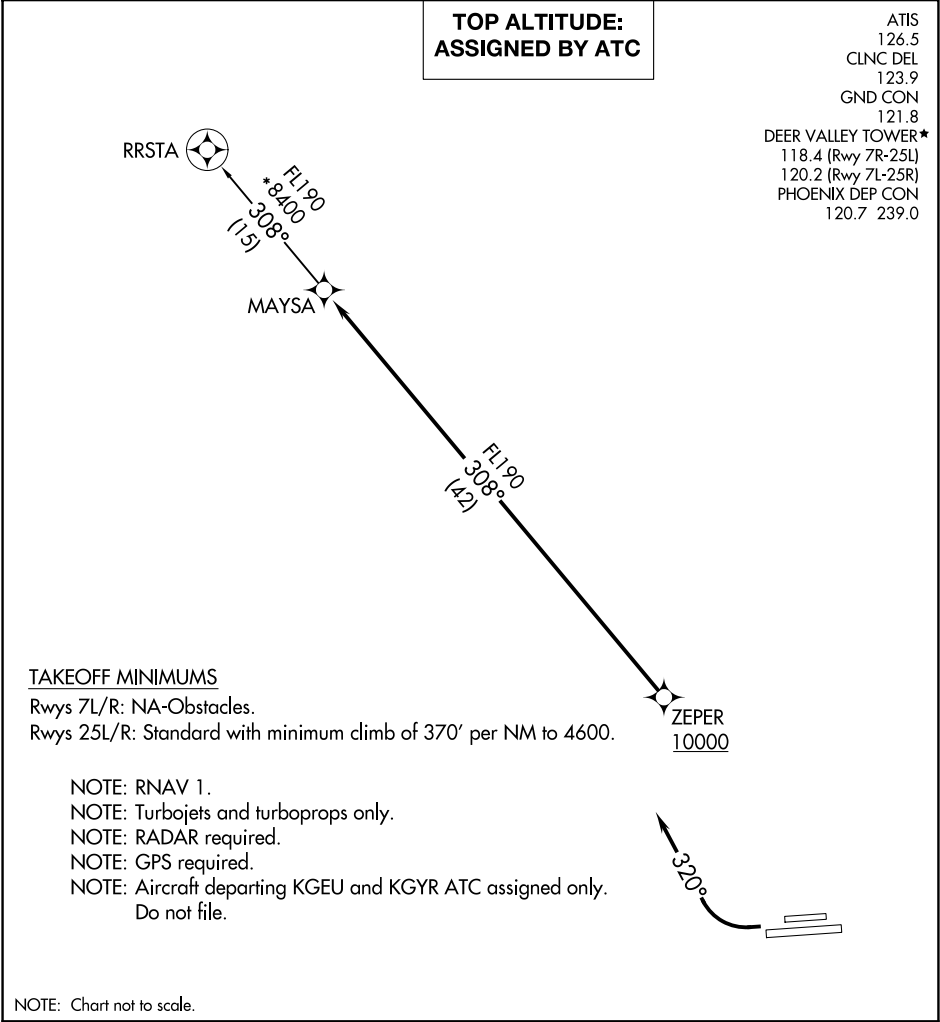 TOP ALTITUDE:
ASSIGNED BY ATC
ATIS
126.5
CLNC DEL
123.9
GND CON
121.8
DEER VALLEY TOWER★
118.4 (Rwy 7R-25L)
120.2 (Rwy 7L-25R)
PHOENIX DEP CON
120.7 239.0
RRSTA
FL190
*8400
308°
(15)
MAYSA
FL190
308°
(42)
TAKEOFF MINIMUMS
Rwys 7L/R: NA-Obstacles.
Rwys 25L/R: Standard with minimum climb of 370' per NM to 4600.
ZEPER
10000
NOTE: RNAV 1.
NOTE: Turbojets and turboprops only.
NOTE: RADAR required.
NOTE: GPS required.
NOTE: Aircraft departing KGEU and KGYR ATC assigned only.
Do not file.
320°
NOTE: Chart not to scale.